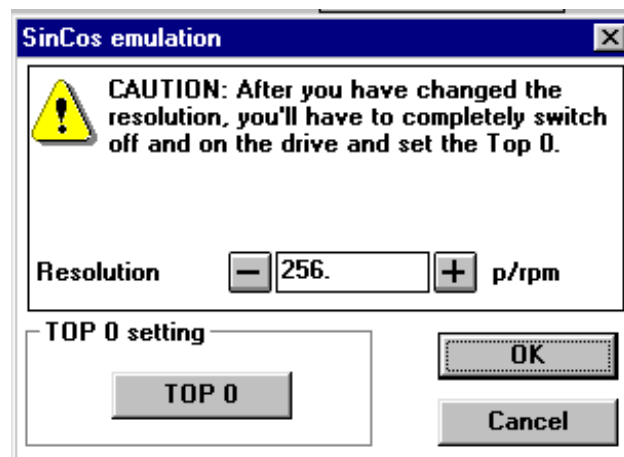 SinCos emulation
CAUTION: After you have changed the
resolution, you'll have to completely switch
off and on the drive and set the Top 0.
Resolution 256. p/rpm
TOP 0 setting
TOP 0
OK
Cancel